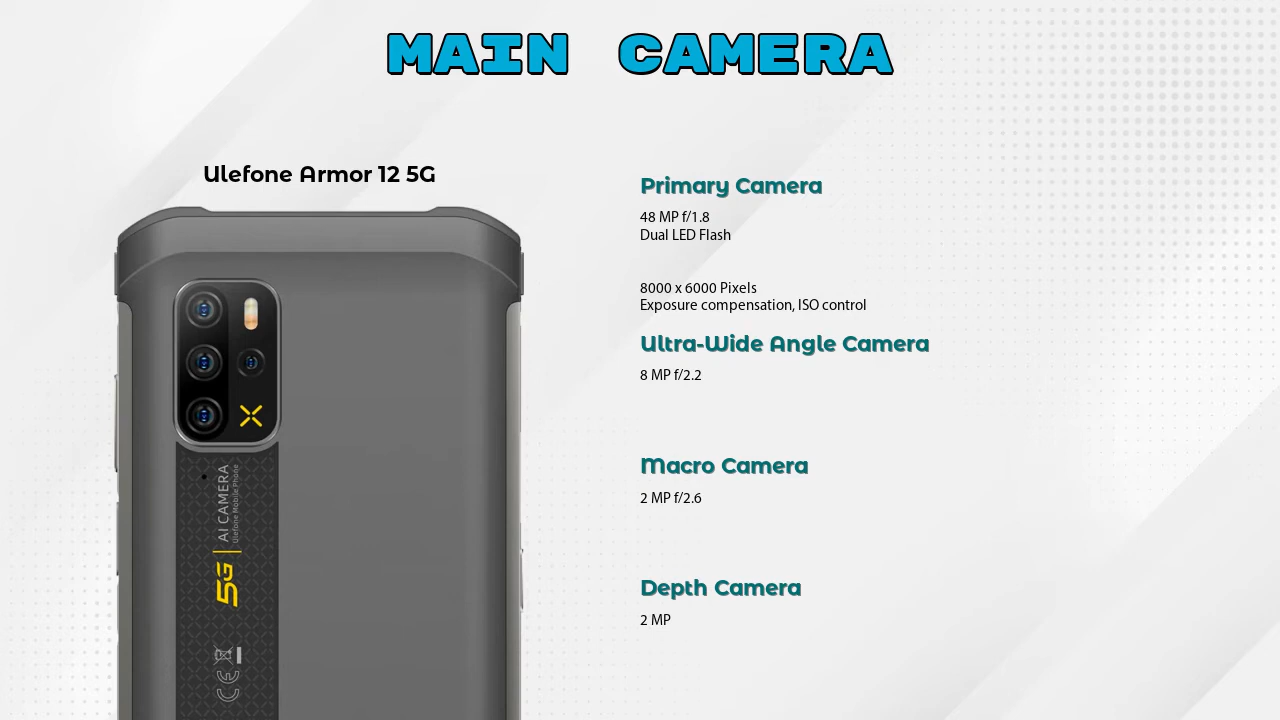 MAIN CAMERA
Ulefone Armor 12 5G
AI CAMERA
Ulefone Mobile Phone
5G
CE
Primary Camera
48 MP f/1.8
Dual LED Flash
8000 x 6000 Pixels
Exposure compensation, ISO control
Ultra-Wide Angle Camera
8 MP f/2.2
Macro Camera
2 MP f/2.6
Depth Camera
2 MP